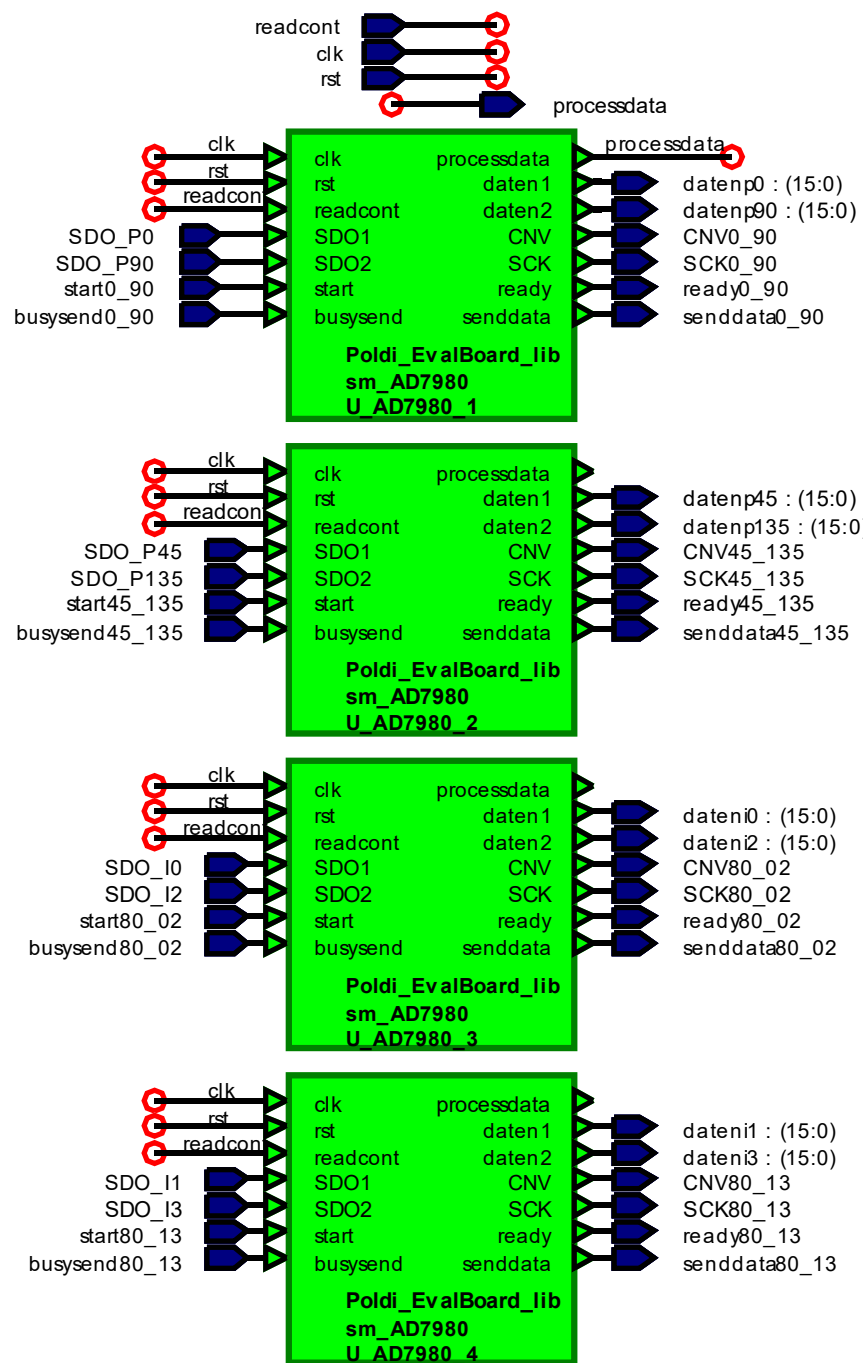 readcont
clk
rst
processdata
clk clk processdata processdata
rst rst daten1 datenp0 : (15:0)
readcont readcont daten2 datenp90 : (15:0)
SDO_P0 SDO1 CNV CNV0_90
SDO_P90 SDO2 SCK SCK0_90
start0_90 start ready ready0_90
busysend0_90 busysend senddata senddata0_90
Poldi_EvalBoard_lib
sm_AD7980
U_AD7980_1
clk clk processdata
rst rst daten1 datenp45 : (15:0)
readcont readcont daten2 datenp135 : (15:0
SDO_P45 SDO1 CNV CNV45_135
SDO_P135 SDO2 SCK SCK45_135
start45_135 start ready ready45_135
busysend45_135 busysend senddata senddata45_135
Poldi_EvalBoard_lib
sm_AD7980
U_AD7980_2
clk clk processdata
rst rst daten1 dateni0 : (15:0)
readcont readcont daten2 dateni2 : (15:0)
SDO_I0 SDO1 CNV CNV80_02
SDO_I2 SDO2 SCK SCK80_02
start80_02 start ready ready80_02
busysend80_02 busysend senddata senddata80_02
Poldi_EvalBoard_lib
sm_AD7980
U_AD7980_3
clk clk processdata
rst rst daten1 dateni1 : (15:0)
readcont readcont daten2 dateni3 : (15:0)
SDO_I1 SDO1 CNV CNV80_13
SDO_I3 SDO2 SCK SCK80_13
start80_13 start ready ready80_13
busysend80_13 busysend senddata senddata80_13
Poldi_EvalBoard_lib
sm_AD7980
U_AD7980_4